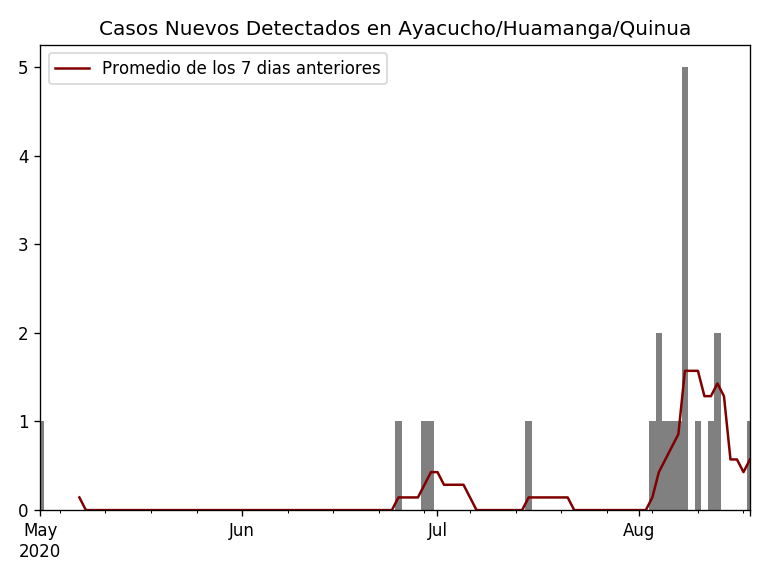 Casos Nuevos Detectados en Ayacucho/Huamanga/Quinua
Promedio de los 7 dias anteriores
5
4
3
2
1
0
May Jun Jul Aug
2020